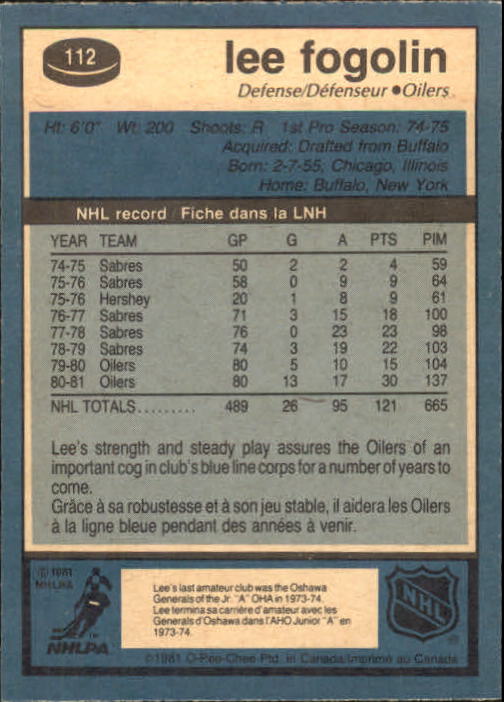 112
lee fogolin
Defense/Défenseur ● Oilers
Ht: 6'0" Wt: 200 Shoots: R 1st Pro Season: 74-75
Acquired: Drafted from Buffalo
Born: 2-7-55, Chicago, Illinois
Home: Buffalo, New York
NHL record / Fiche dans la LNH
YEAR TEAM GP G A PTS PIM
74-75 Sabres 50 2 2 4 59
75-76 Sabres 58 0 9 9 64
75-76 Hershey 20 1 8 9 61
76-77 Sabres 71 3 15 18 100
77-78 Sabres 76 0 23 23 98
78-79 Sabres 74 3 19 22 103
79-80 Oilers 80 5 10 15 104
80-81 Oilers 80 13 17 30 137
NHL TOTALS......... 489 26 95 121 665
Lee's strength and steady play assures the Oilers of an
important cog in club's blue line corps for a number of years to
come.
Grâce à sa robustesse et à son jeu stable, il aidera les Oilers
à la ligne bleue pendant des années à venir.
© 1981
NHLPA
NHLPA
Lee's last amateur club was the Oshawa
Generals of the Jr. "A" OHA in 1973-74.
Lee termina sa carrière d'amateur avec les
Generals d'Oshawa dans l'AHO Junior "A" en
1973-74.
NHL
©1981 O-Pee-Chee Ptd. in Canada/Imprimé au Canada